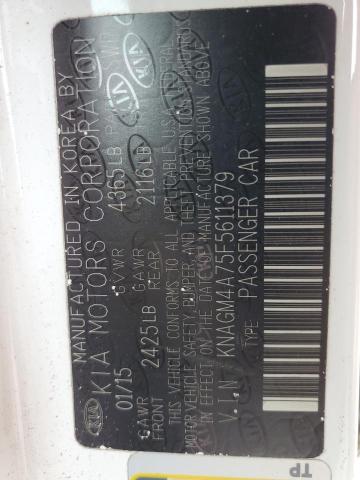 MANUFACTURED IN KOREA BY
KIA MOTORS CORPORATION
01/15 GVWR 4365LB
GAWR FRONT 2425LB GAWR REAR 2116LB
THIS VEHICLE CONFORMS TO ALL APPLICABLE U.S.A FEDERAL
MOTOR VEHICLE SAFETY, BUMPER, AND THEFT PREVENTION STANDARDS
IN EFFECT ON THE DATE OF MANUFACTURE SHOWN ABOVE
V.I.N KNAGM4A75F5611379
TYPE PASSENGER CAR
KIA
TP